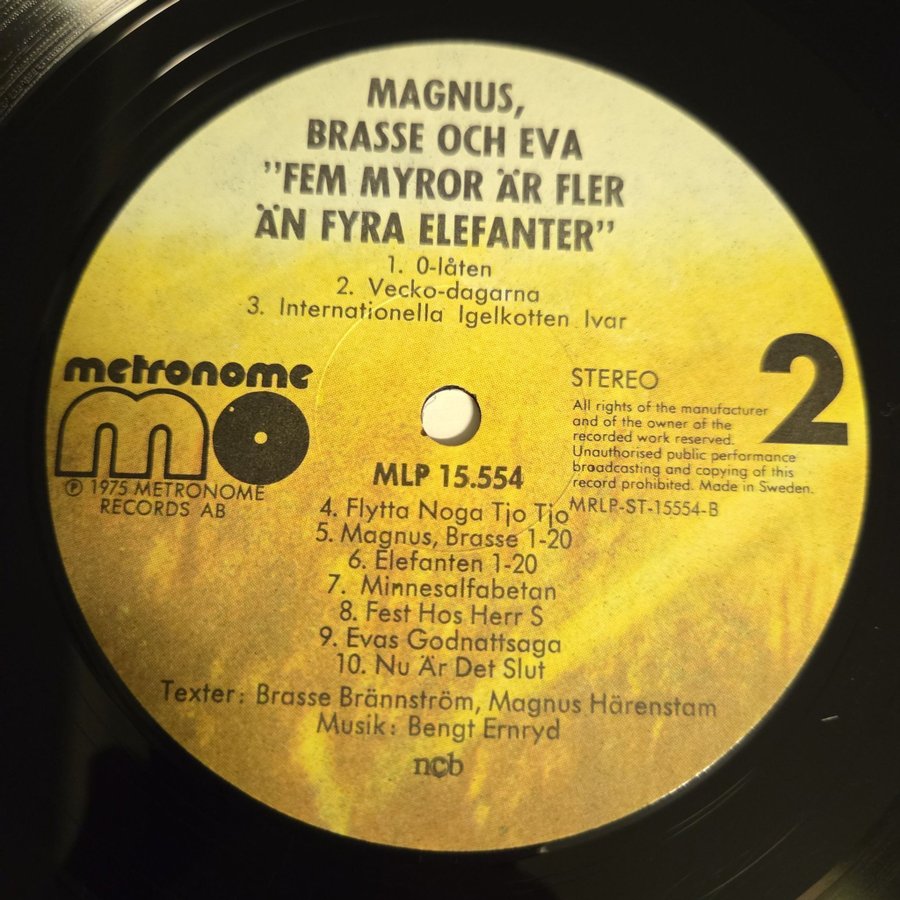 MAGNUS,
BRASSE OCH EVA
”FEM MYROR ÄR FLER
ÄN FYRA ELEFANTER”
1. 0-låten
2. Vecko-dagarna
3. Internationella Igelkotten Ivar
metronome
mo
℗ 1975 METRONOME
RECORDS AB
STEREO
2
All rights of the manufacturer
and of the owner of the
recorded work reserved.
Unauthorised public performance
broadcasting and copying of this
record prohibited. Made in Sweden.
MRLP-ST-15554-B
MLP 15.554
4. Flytta Noga Tjo Tjo
5. Magnus, Brasse 1-20
6. Elefanten 1-20
7. Minnesalfabetan
8. Fest Hos Herr S
9. Evas Godnattsaga
10. Nu Är Det Slut
Texter: Brasse Brännström, Magnus Härenstam
Musik: Bengt Ernryd
ncb